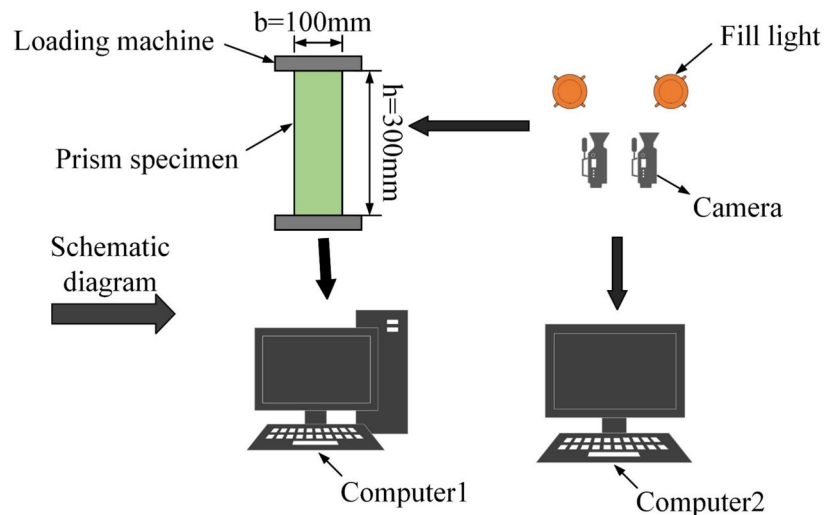 b=100mm
Loading machine
Fill light
h=300mm
Prism specimen
Camera
Schematic
diagram
Computer1
Computer2